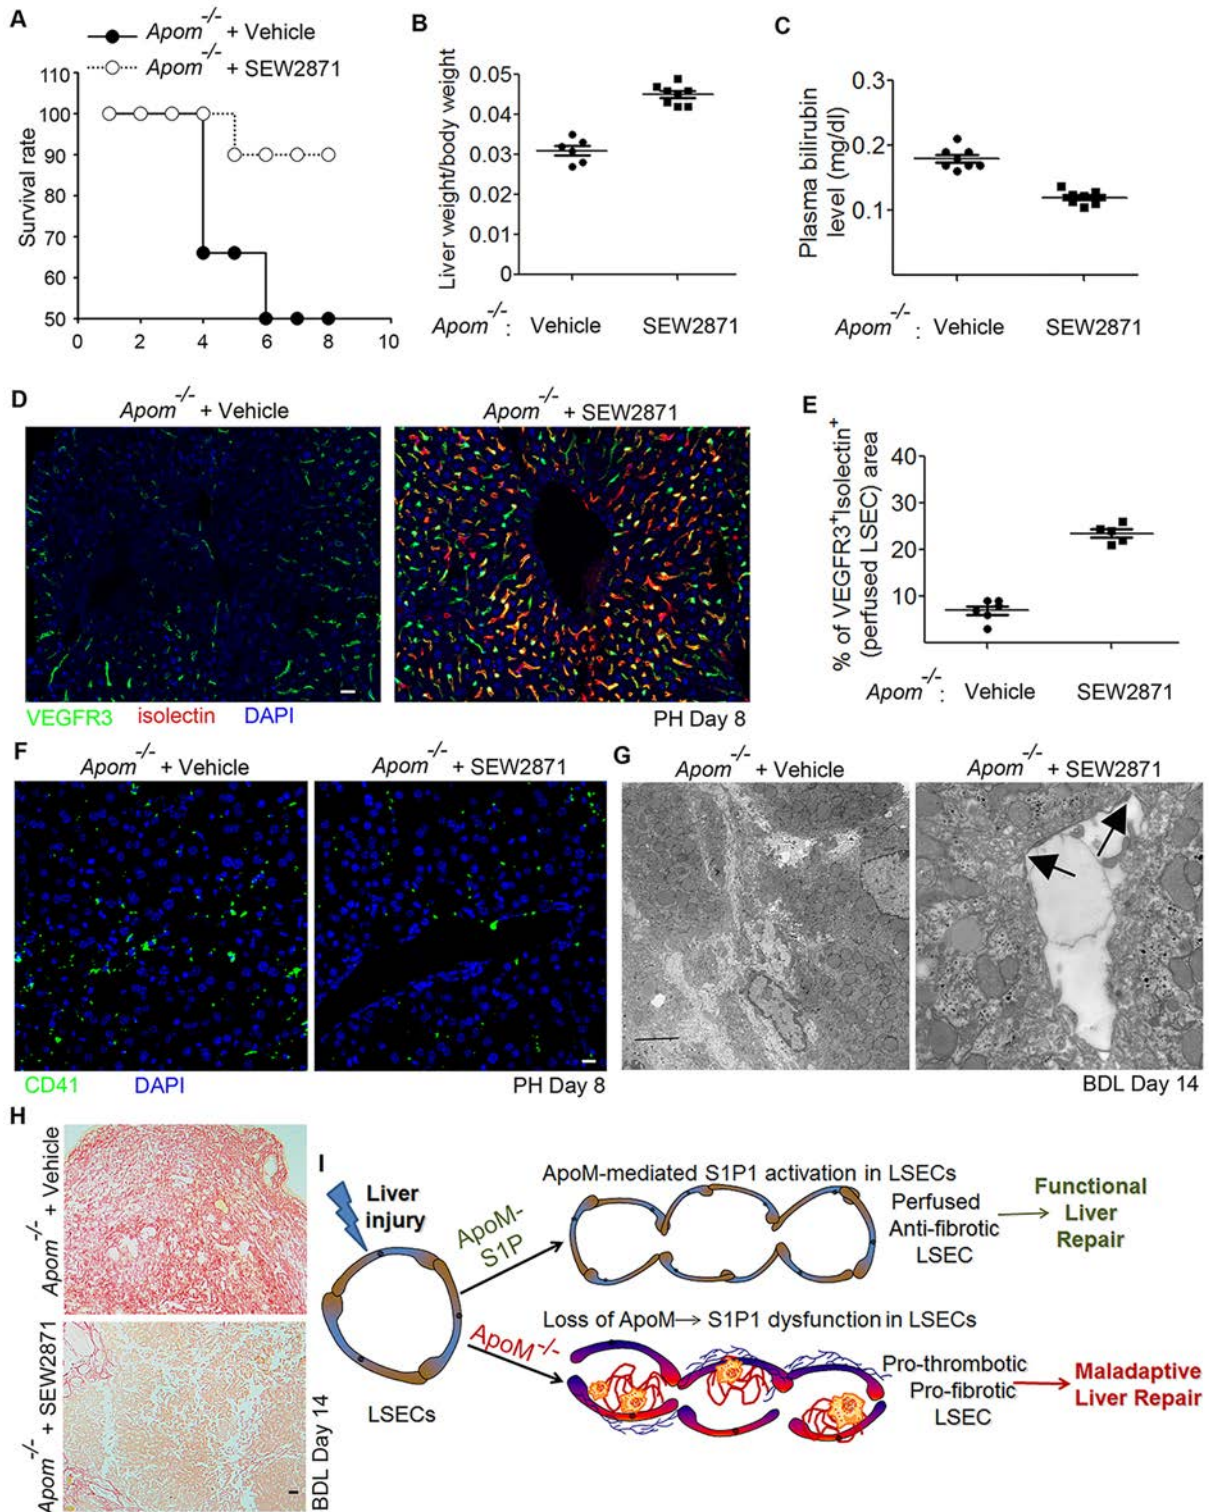 A
Apom-/- + Vehicle
Apom-/- + SEW2871
Survival rate
110
100
90
80
70
60
50
0 2 4 6 8 10
B
Liver weight/body weight
0.05
0.04
0.03
0.02
0.01
0
Apom-/-: Vehicle SEW2871
C
Plasma bilirubin
level (mg/dl)
0.3
0.2
0.1
Apom-/-: Vehicle SEW2871
D
Apom-/- + Vehicle
Apom-/- + SEW2871
VEGFR3 isolectin DAPI
PH Day 8
E
% of VEGFR3+Isolectin+
(perfused LSEC) area
40
30
20
10
Apom-/-: Vehicle SEW2871
F
Apom-/- + Vehicle
Apom-/- + SEW2871
CD41 DAPI
PH Day 8
G
Apom-/- + Vehicle
Apom-/- + SEW2871
BDL Day 14
H
Apom-/- + Vehicle
Apom-/- + SEW2871
BDL Day 14
I
Liver
injury
LSECs
ApoM-
S1P
ApoM-/-
ApoM-mediated S1P1 activation in LSECs
Perfused
Anti-fibrotic
LSEC
Functional
Liver
Repair
Loss of ApoM→ S1P1 dysfunction in LSECs
Pro-thrombotic
Pro-fibrotic
LSEC
Maladaptive
Liver Repair